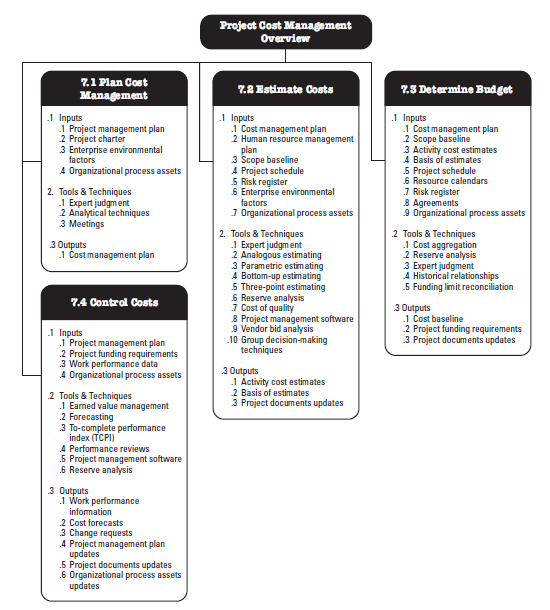 Project Cost Management
Overview
7.1 Plan Cost
Management
.1 Inputs
.1 Project management plan
.2 Project charter
.3 Enterprise environmental
factors
.4 Organizational process assets
2. Tools & Techniques
.1 Expert judgment
.2 Analytical techniques
.3 Meetings
.3 Outputs
.1 Cost management plan
7.2 Estimate Costs
.1 Inputs
.1 Cost management plan
.2 Human resource management
plan
.3 Scope baseline
.4 Project schedule
.5 Risk register
.6 Enterprise environmental
factors
.7 Organizational process assets
2. Tools & Techniques
.1 Expert judgment
.2 Analogous estimating
.3 Parametric estimating
.4 Bottom-up estimating
.5 Three-point estimating
.6 Reserve analysis
.7 Cost of quality
.8 Project management software
.9 Vendor bid analysis
.10 Group decision-making
techniques
.3 Outputs
.1 Activity cost estimates
.2 Basis of estimates
.3 Project documents updates
7.3 Determine Budget
.1 Inputs
.1 Cost management plan
.2 Scope baseline
.3 Activity cost estimates
.4 Basis of estimates
.5 Project schedule
.6 Resource calendars
.7 Risk register
.8 Agreements
.9 Organizational process assets
.2 Tools & Techniques
.1 Cost aggregation
.2 Reserve analysis
.3 Expert judgment
.4 Historical relationships
.5 Funding limit reconciliation
.3 Outputs
.1 Cost baseline
.2 Project funding requirements
.3 Project documents updates
7.4 Control Costs
.1 Inputs
.1 Project management plan
.2 Project funding requirements
.3 Work performance data
.4 Organizational process assets
.2 Tools & Techniques
.1 Earned value management
.2 Forecasting
.3 To-complete performance
index (TCPI)
.4 Performance reviews
.5 Project management software
.6 Reserve analysis
.3 Outputs
.1 Work performance
information
.2 Cost forecasts
.3 Change requests
.4 Project management plan
updates
.5 Project documents updates
.6 Organizational process assets
updates